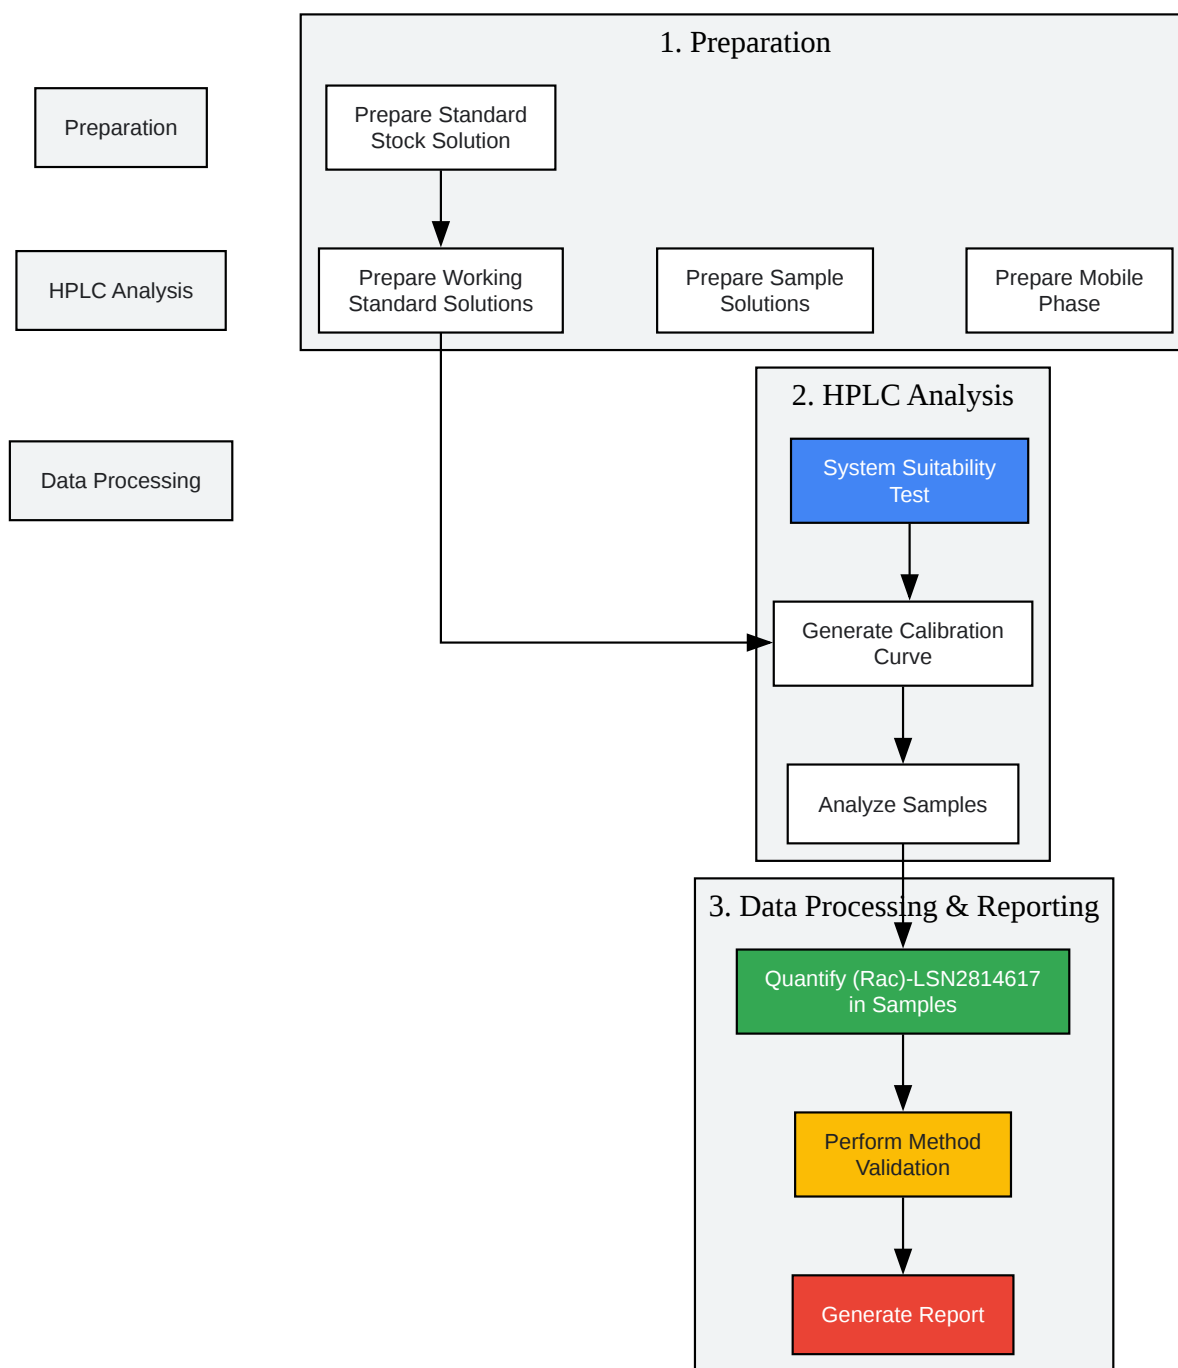 1. Preparation
Preparation
Prepare Standard
Stock Solution
HPLC Analysis
Prepare Working
Standard Solutions
Prepare Sample
Solutions
Prepare Mobile
Phase
2. HPLC Analysis
Data Processing
System Suitability
Test
Generate Calibration
Curve
Analyze Samples
3. Data Processing & Reporting
Quantify (Rac)-LSN2814617
in Samples
Perform Method
Validation
Generate Report